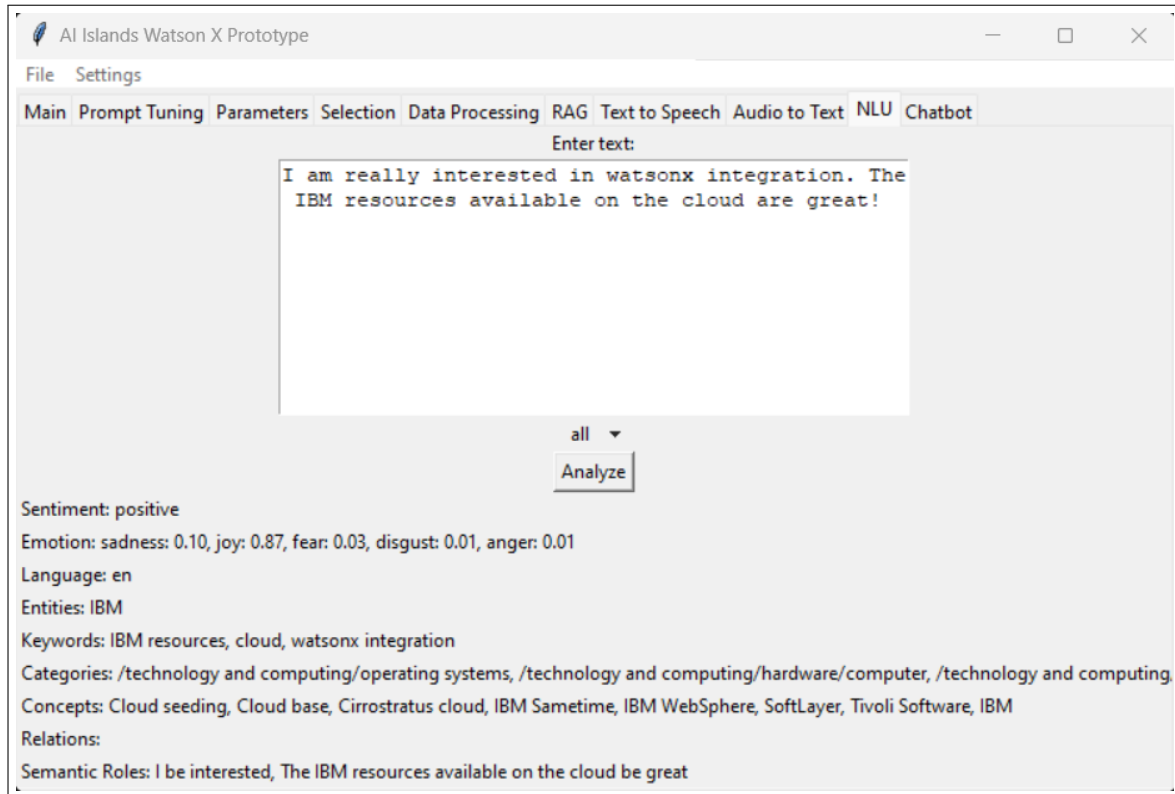 AI Islands Watson X Prototype
File Settings
Main Prompt Tuning Parameters Selection Data Processing RAG Text to Speech Audio to Text NLU Chatbot
Enter text:
I am really interested in watsonx integration. The
IBM resources available on the cloud are great!
all
Analyze
Sentiment: positive
Emotion: sadness: 0.10, joy: 0.87, fear: 0.03, disgust: 0.01, anger: 0.01
Language: en
Entities: IBM
Keywords: IBM resources, cloud, watsonx integration
Categories: /technology and computing/operating systems, /technology and computing/hardware/computer, /technology and computing,
Concepts: Cloud seeding, Cloud base, Cirrostratus cloud, IBM Sametime, IBM WebSphere, SoftLayer, Tivoli Software, IBM
Relations:
Semantic Roles: I be interested, The IBM resources available on the cloud be great